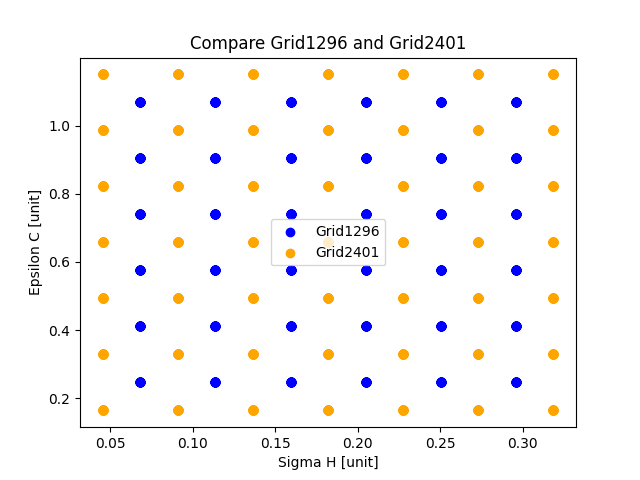 Compare Grid1296 and Grid2401
Epsilon C [unit]
1.0
0.8
0.6
0.4
0.2
Grid1296
Grid2401
0.05 0.10 0.15 0.20 0.25 0.30
Sigma H [unit]